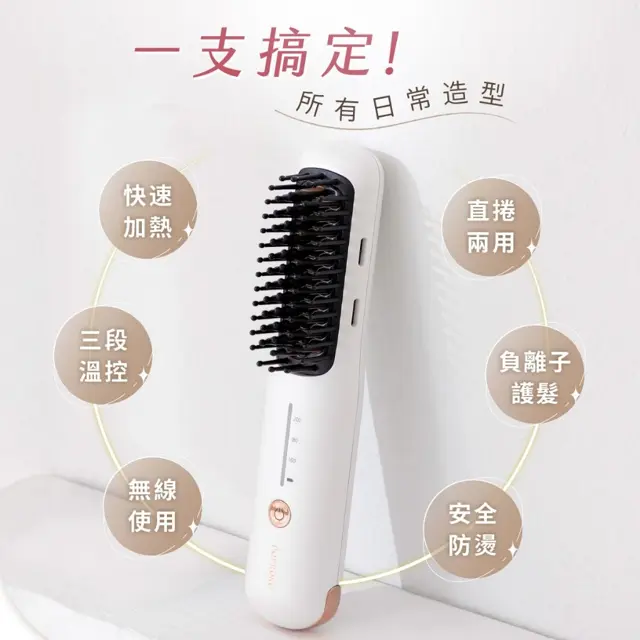 一支搞定!
所有日常造型
快速
加熱
直捲
兩用
三段
溫控
負離子
護髮
無線
使用
安全
防燙